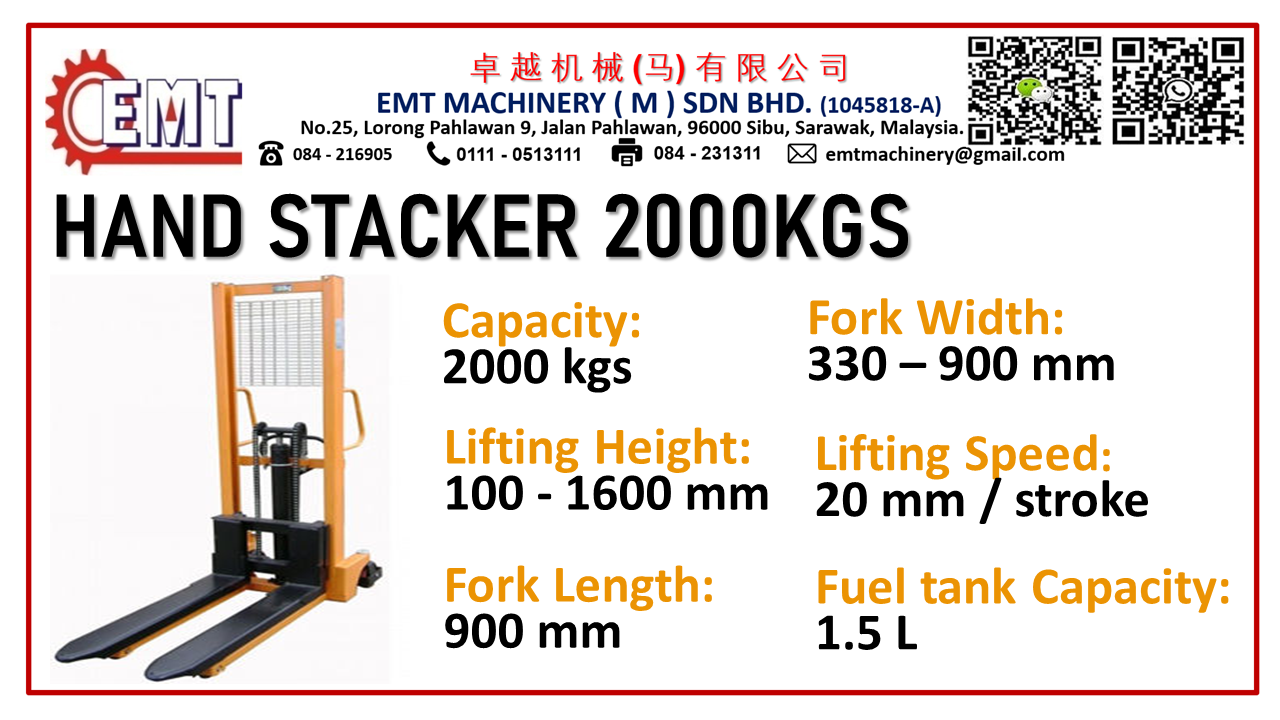 EMT
卓越机械(马)有限公司
EMT MACHINERY ( M ) SDN BHD. (1045818-A)
No.25, Lorong Pahlawan 9, Jalan Pahlawan, 96000 Sibu, Sarawak, Malaysia.
084 - 216905 0111 - 0513111 084 - 231311 emtmachinery@gmail.com
HAND STACKER 2000KGS
Capacity:
2000 kgs
Fork Width:
330 – 900 mm
Lifting Height:
100 - 1600 mm
Lifting Speed:
20 mm / stroke
Fork Length:
900 mm
Fuel tank Capacity:
1.5 L